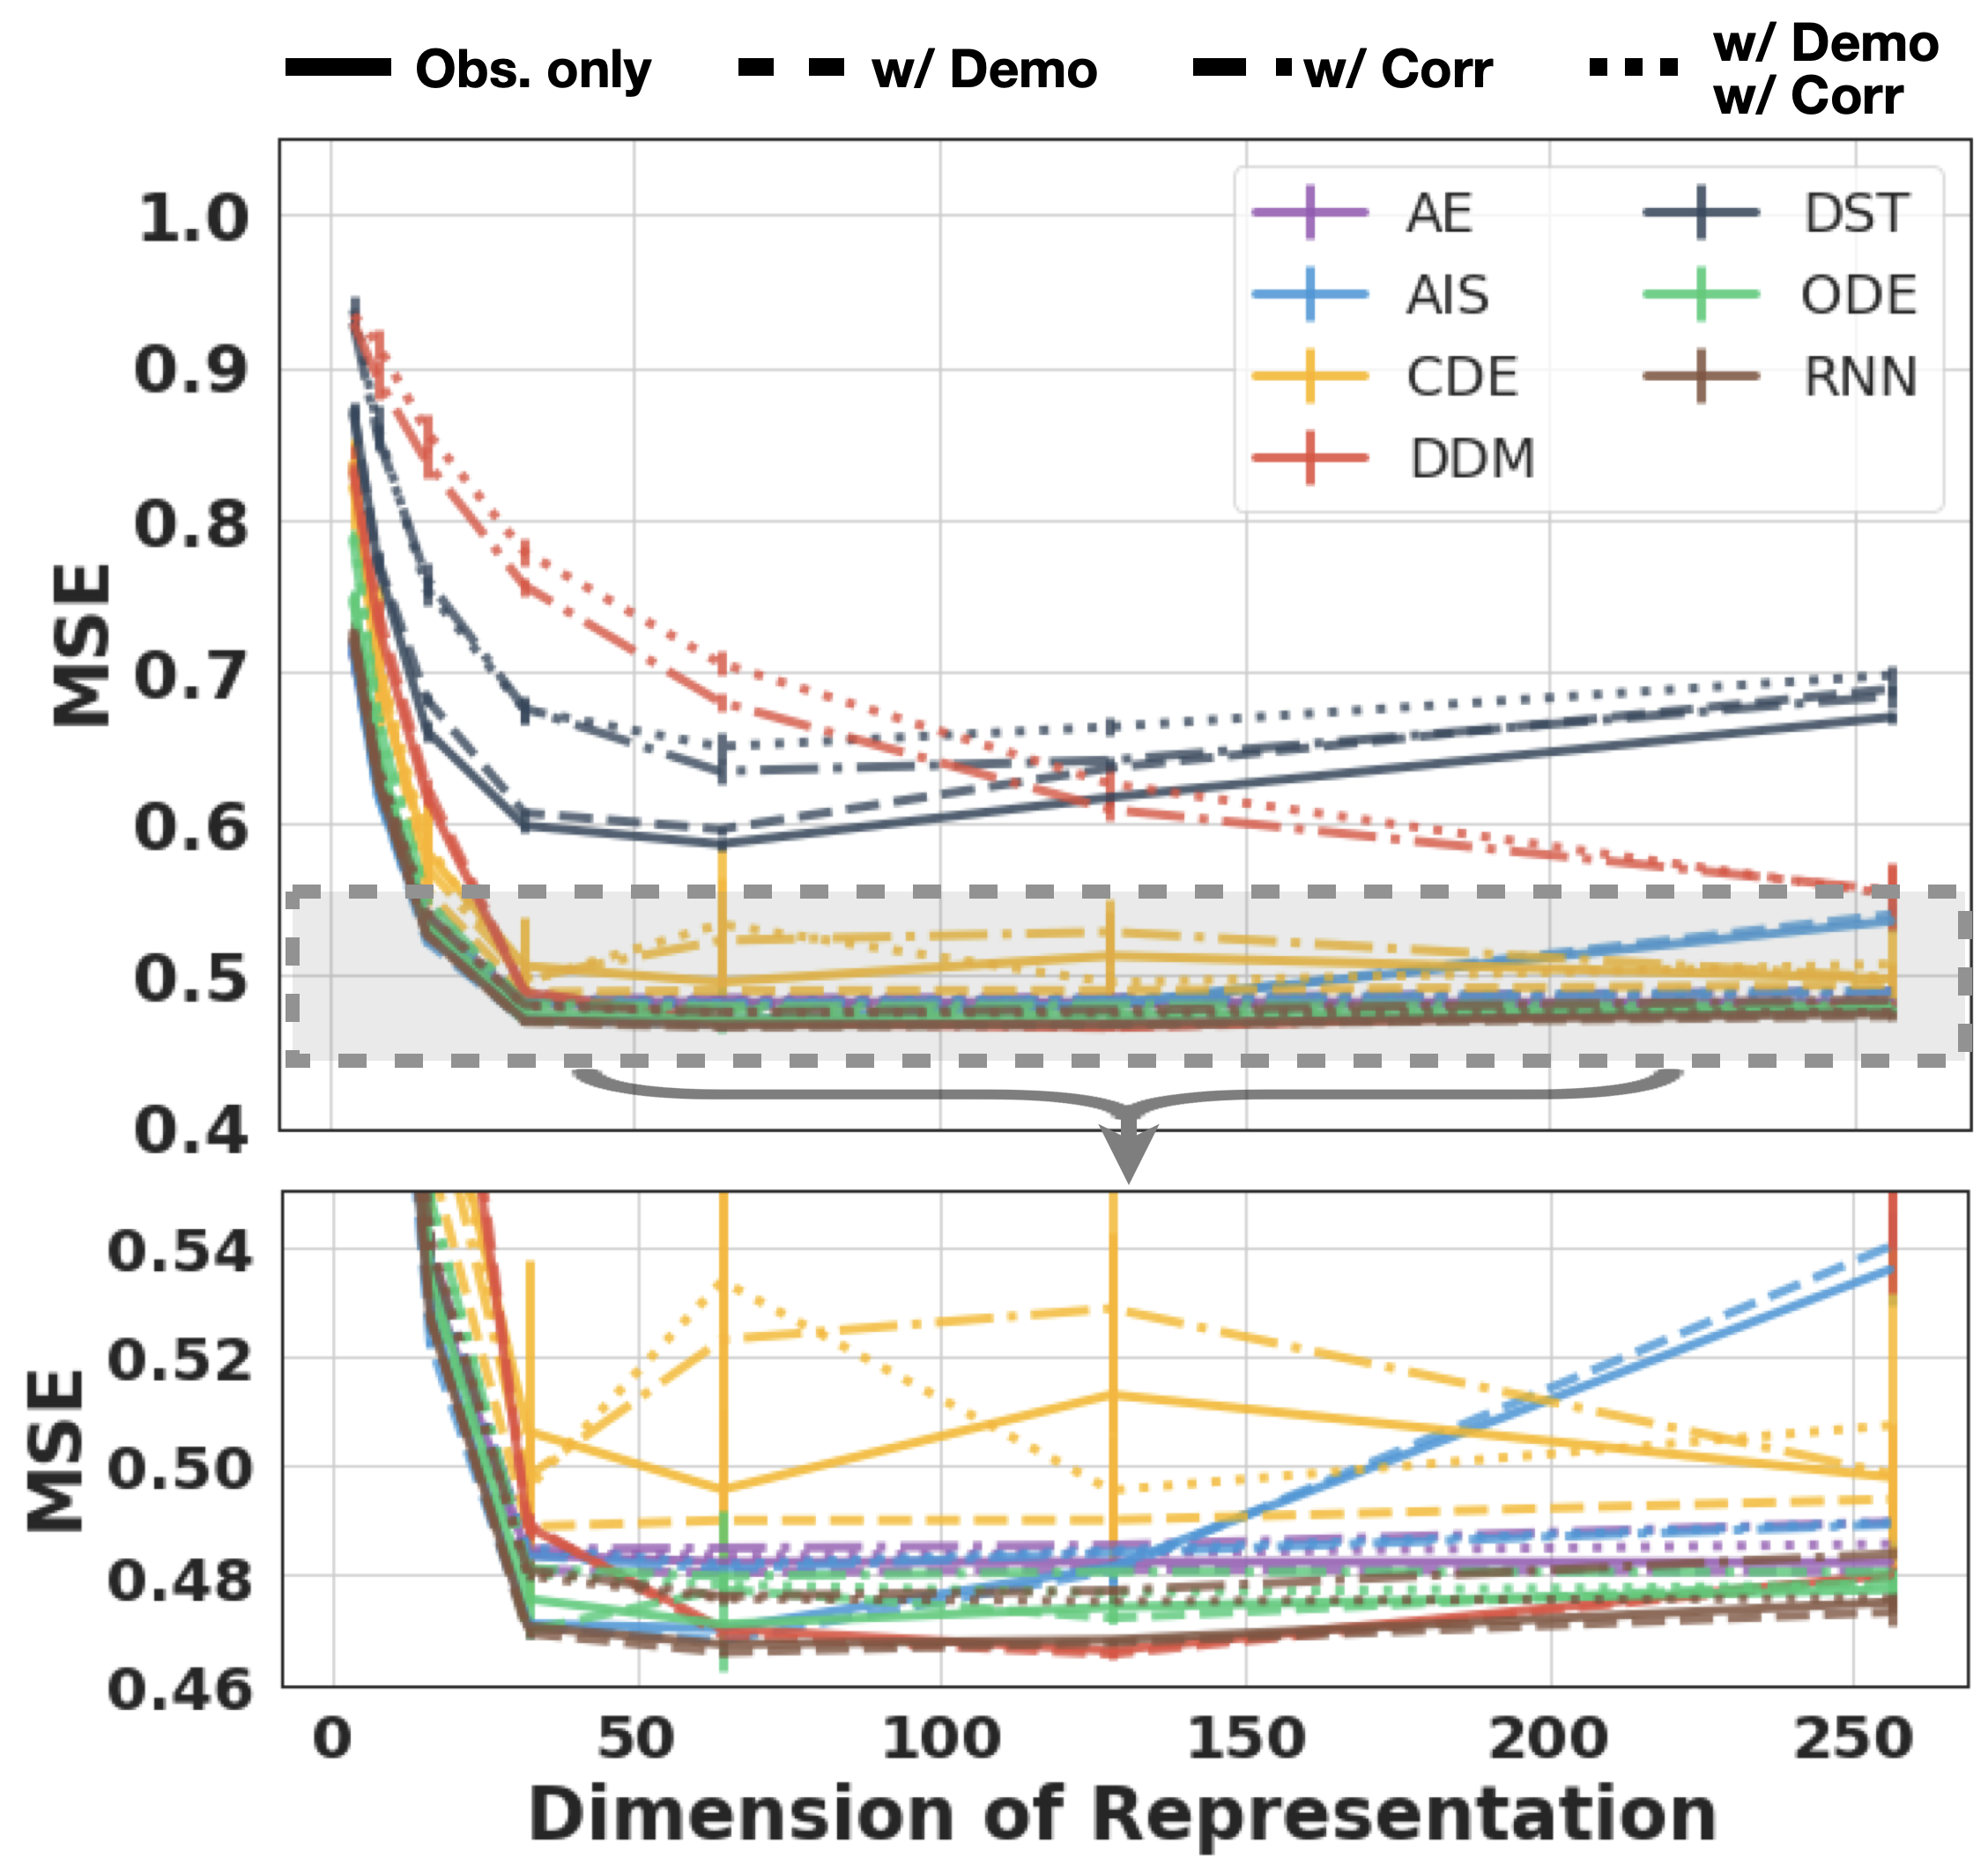 Obs. only
w/ Demo
w/ Corr
w/ Demo
w/ Corr
1.0
0.9
0.8
0.7
0.6
0.5
0.4
MSE
AE
AIS
CDE
DDM
DST
ODE
RNN
0.54
0.52
0.50
0.48
0.46
MSE
0 50 100 150 200 250
Dimension of Representation